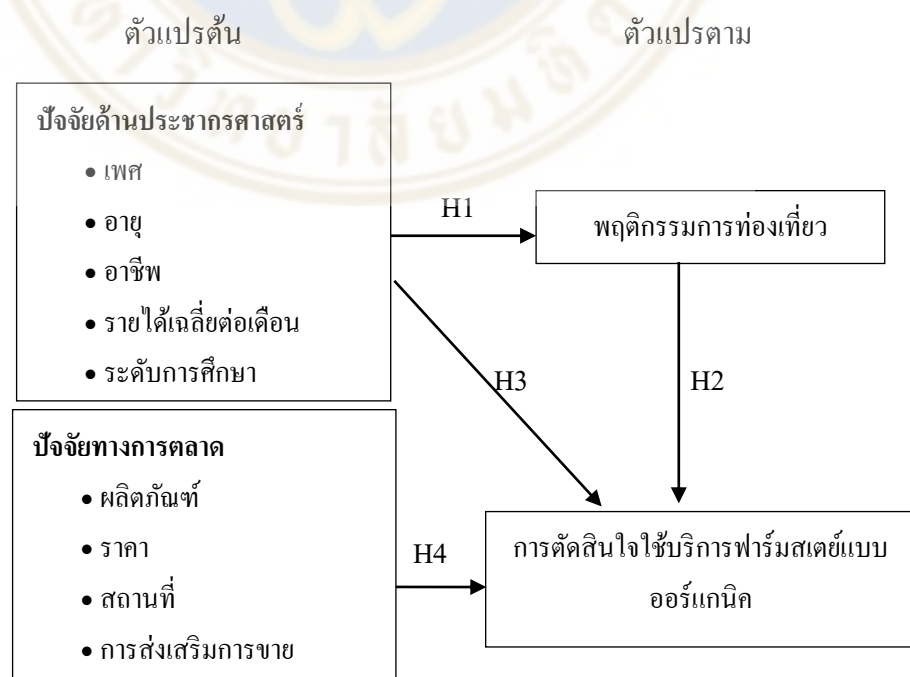 ตัวแปรต้น
ตัวแปรตาม
ปัจจัยด้านประชากรศาสตร์
• เพศ
• อายุ
• อาชีพ
• รายได้เฉลี่ยต่อเดือน
• ระดับการศึกษา
H1
พฤติกรรมการท่องเที่ยว
H3
H2
ปัจจัยทางการตลาด
• ผลิตภัณฑ์
• ราคา
• สถานที่
• การส่งเสริมการขาย
H4
การตัดสินใจใช้บริการฟาร์มสเตย์แบบ
ออร์แกนิค